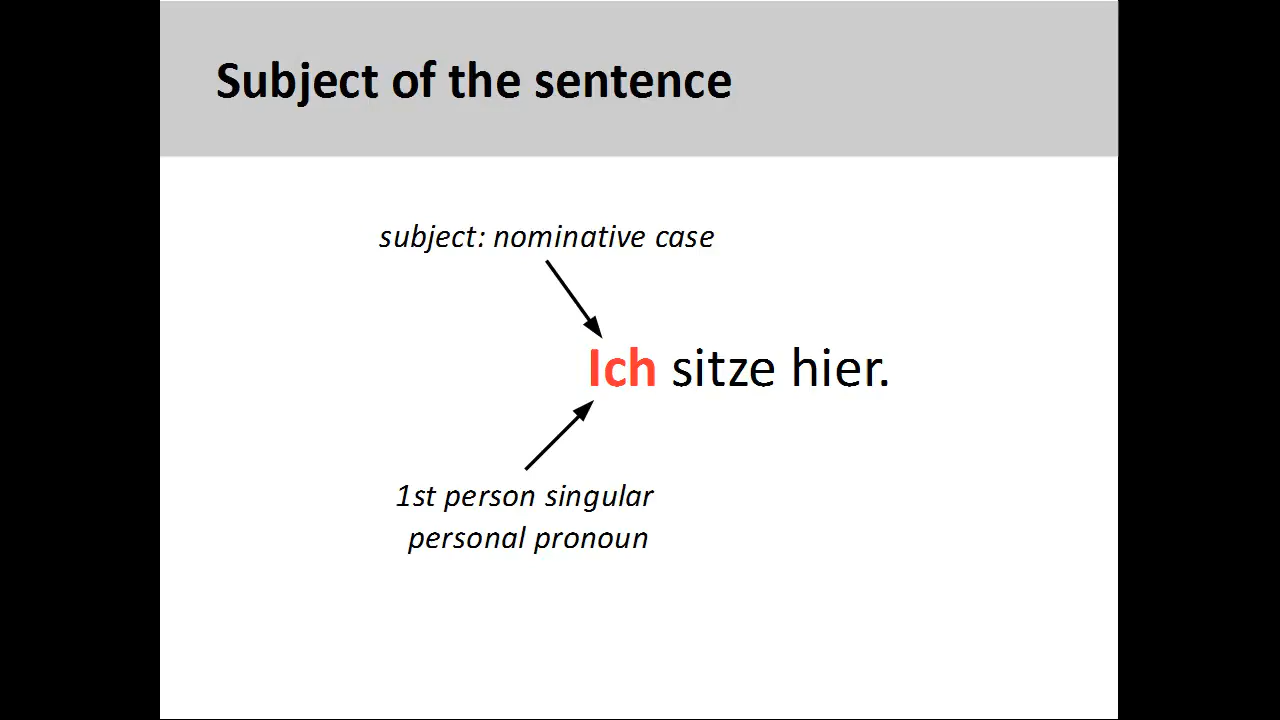 Subject of the sentence
subject: nominative case
Ich sitze hier.
1st person singular
personal pronoun